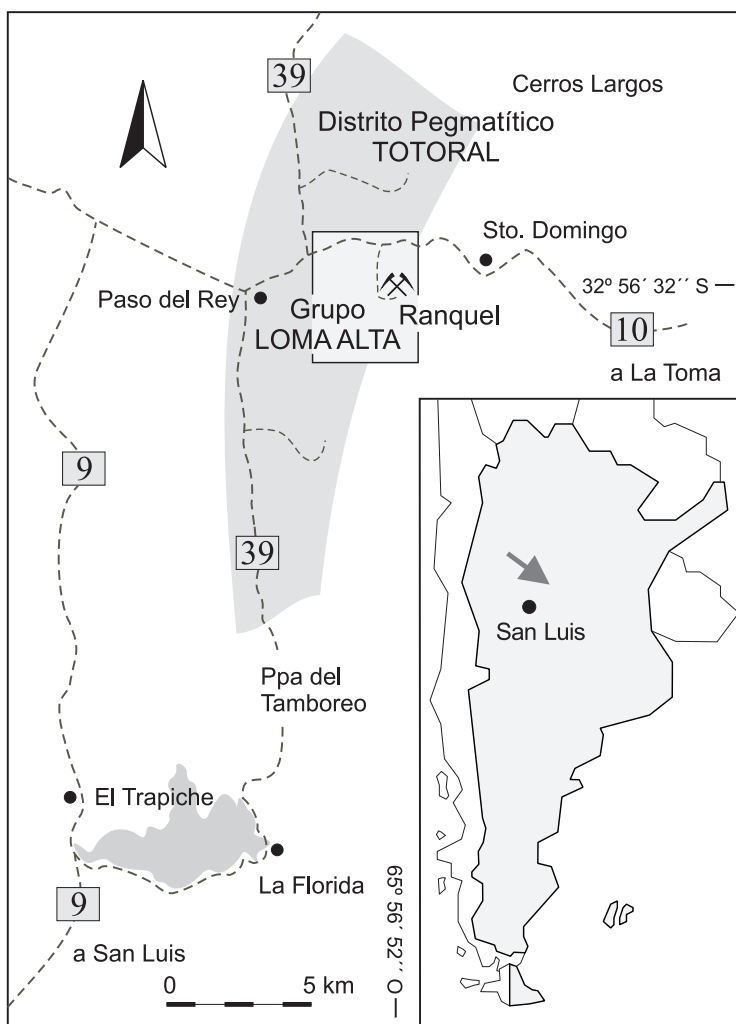 39
Cerros Largos
Distrito Pegmatítico
TOTORAL
Sto. Domingo
32º 56´ 32´´ S
Paso del Rey
Grupo
LOMA ALTA
Ranquel
10
a La Toma
9
39
San Luis
Ppa del
Tamboreo
El Trapiche
La Florida
9
65º 56´ 52´´ O
a San Luis
0 5 km